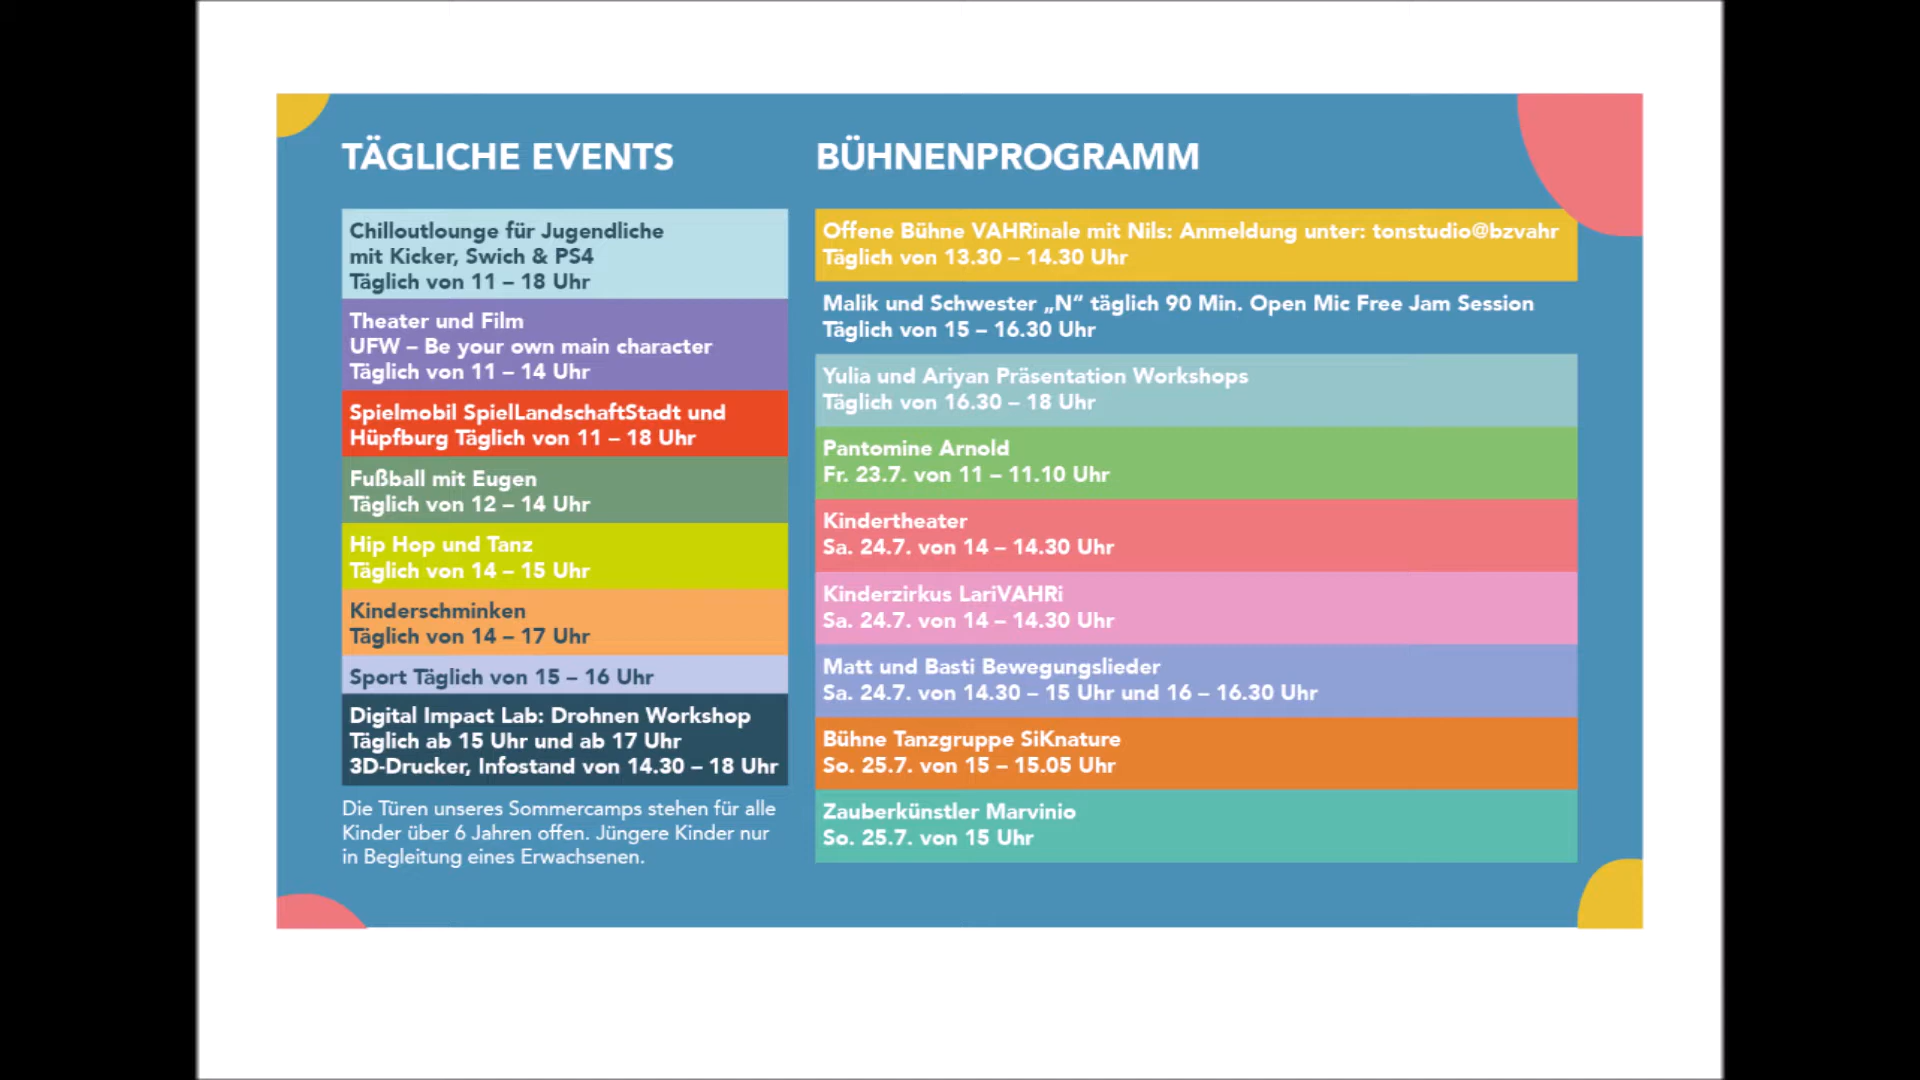 TÄGLICHE EVENTS
Chilloutlounge für Jugendliche
mit Kicker, Swich & PS4
Täglich von 11 – 18 Uhr
Theater und Film
UFW – Be your own main character
Täglich von 11 – 14 Uhr
Spielmobil SpielLandschaftStadt und
Hüpfburg Täglich von 11 – 18 Uhr
Fußball mit Eugen
Täglich von 12 – 14 Uhr
Hip Hop und Tanz
Täglich von 14 – 15 Uhr
Kinderschminken
Täglich von 14 – 17 Uhr
Sport Täglich von 15 – 16 Uhr
Digital Impact Lab: Drohnen Workshop
Täglich ab 15 Uhr und ab 17 Uhr
3D-Drucker, Infostand von 14.30 – 18 Uhr
Die Türen unseres Sommercamps stehen für alle
Kinder über 6 Jahren offen. Jüngere Kinder nur
in Begleitung eines Erwachsenen.
BÜHNENPROGRAMM
Offene Bühne VAHRinale mit Nils: Anmeldung unter: tonstudio@bzvahr
Täglich von 13.30 – 14.30 Uhr
Malik und Schwester „N“ täglich 90 Min. Open Mic Free Jam Session
Täglich von 15 – 16.30 Uhr
Yulia und Ariyan Präsentation Workshops
Täglich von 16.30 – 18 Uhr
Pantomine Arnold
Fr. 23.7. von 11 – 11.10 Uhr
Kindertheater
Sa. 24.7. von 14 – 14.30 Uhr
Kinderzirkus LariVAHRi
Sa. 24.7. von 14 – 14.30 Uhr
Matt und Basti Bewegungslieder
Sa. 24.7. von 14.30 – 15 Uhr und 16 – 16.30 Uhr
Bühne Tanzgruppe SiKnature
So. 25.7. von 15 – 15.05 Uhr
Zauberkünstler Marvinio
So. 25.7. von 15 Uhr